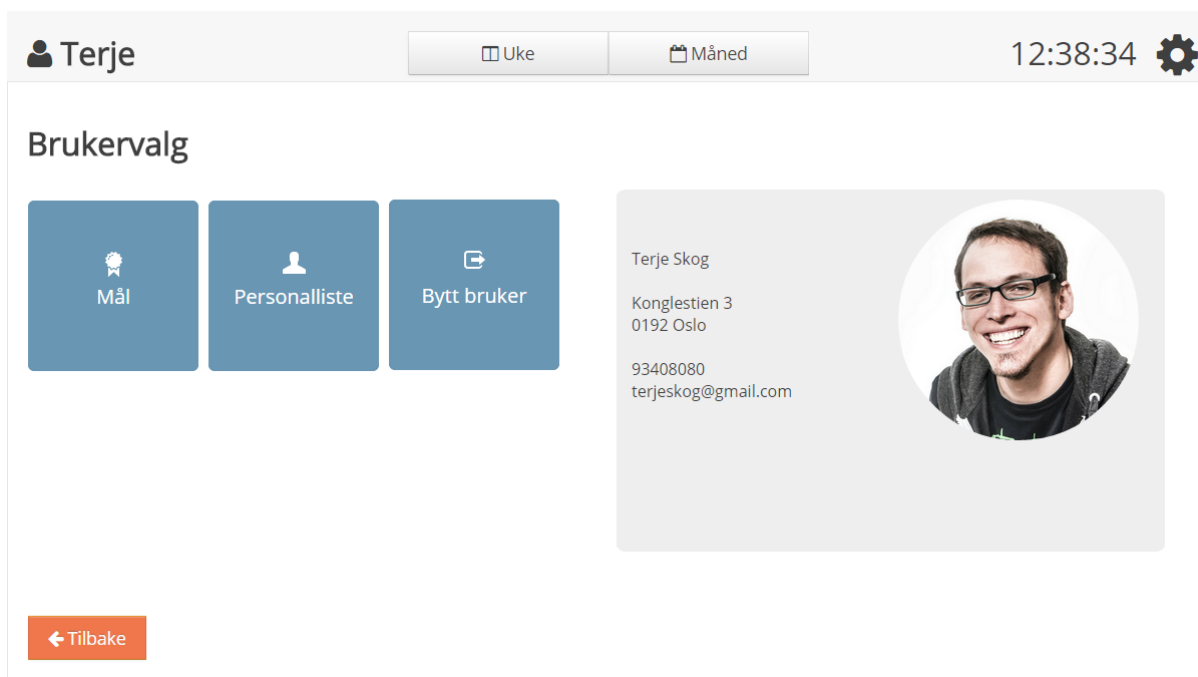 Terje
Uke
Måned
12:38:34
Brukervalg
Mål
Personalliste
Bytt bruker
Terje Skog
Konglestien 3
0192 Oslo
93408080
terjeskog@gmail.com
Tilbake